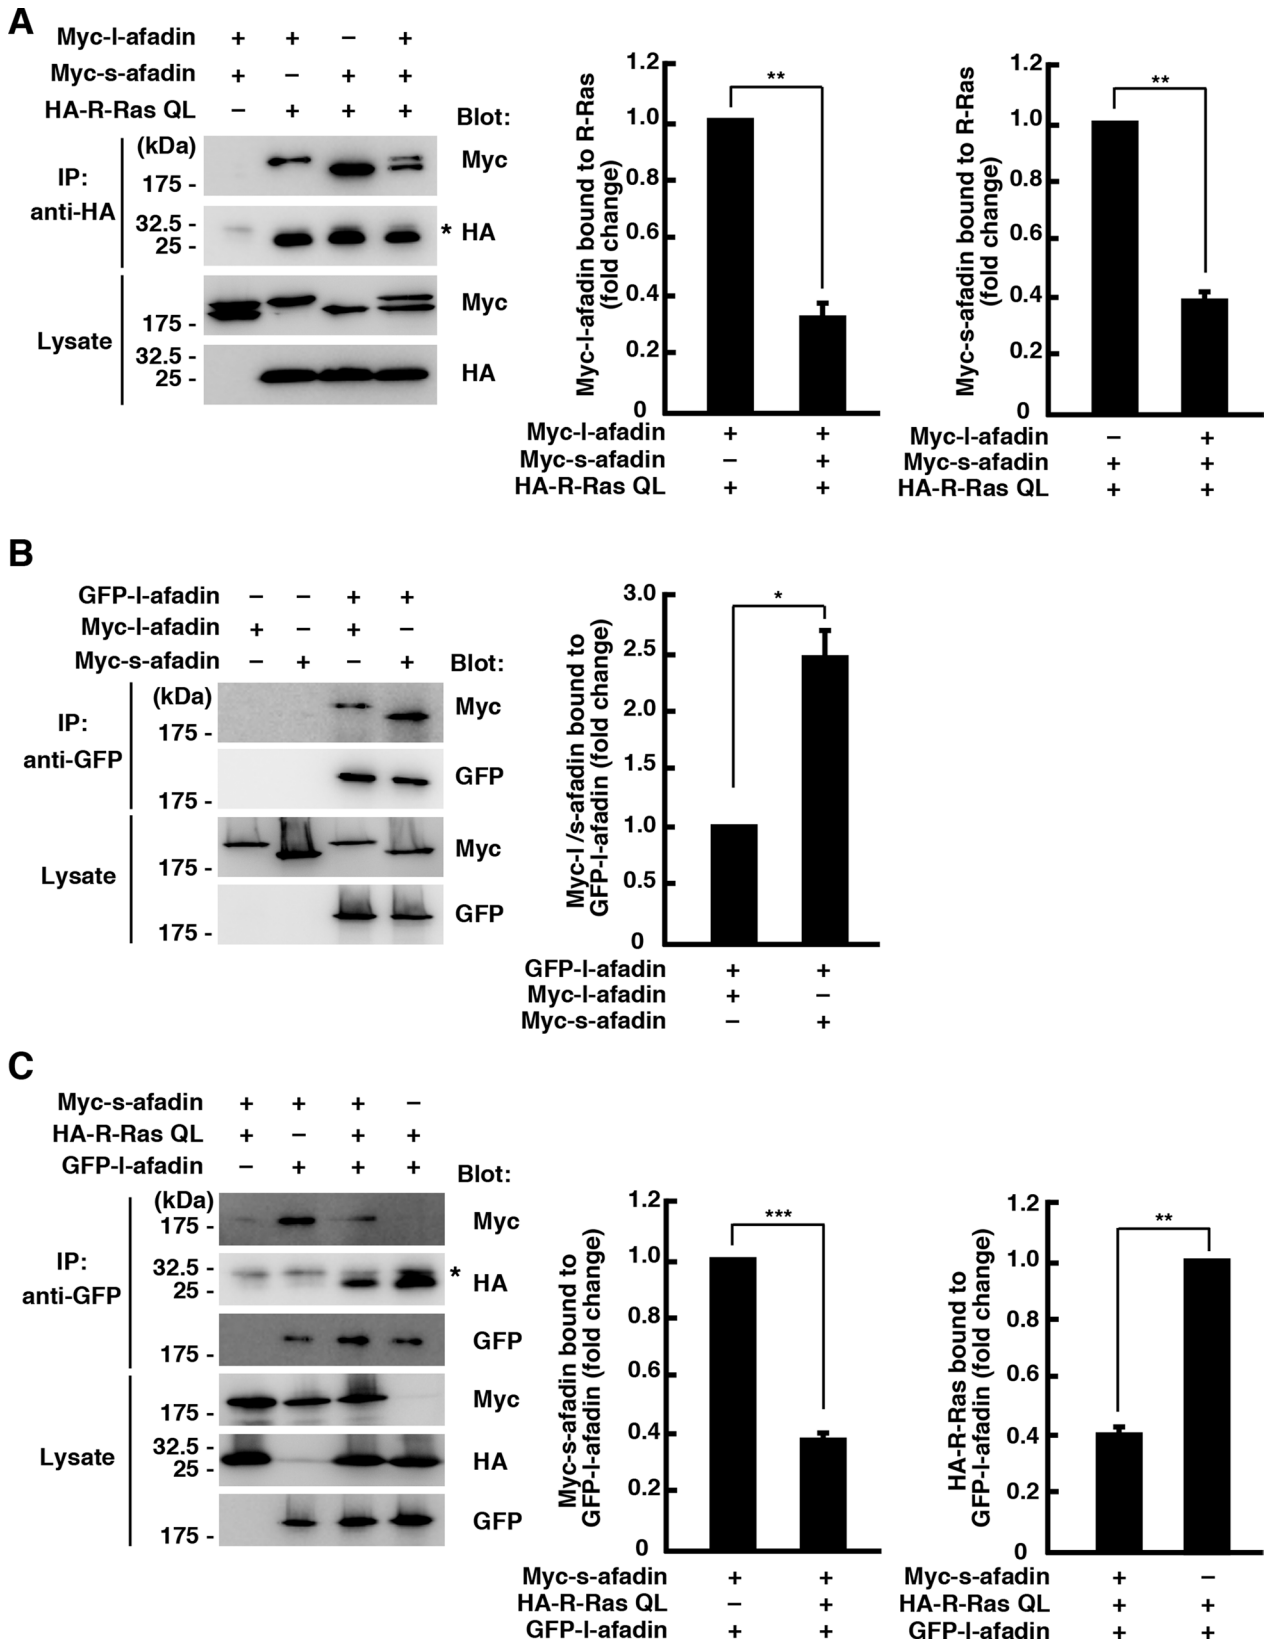 A
Myc-l-afadin + + – +
Myc-s-afadin + – + +
HA-R-Ras QL – + + +
Blot:
(kDa)
IP:
anti-HA
175 -
Myc
32.5 -
25 -
* HA
Lysate
175 -
Myc
32.5 -
25 -
HA
Myc-l-afadin bound to R-Ras
(fold change)
1.2
1.0
0.8
0.6
0.4
0.2
0
**
Myc-l-afadin + +
Myc-s-afadin – +
HA-R-Ras QL + +
Myc-s-afadin bound to R-Ras
(fold change)
1.2
1.0
0.8
0.6
0.4
0.2
0
**
Myc-l-afadin – +
Myc-s-afadin + +
HA-R-Ras QL + +
B
GFP-l-afadin – – + +
Myc-l-afadin + – + –
Myc-s-afadin – + – +
Blot:
(kDa)
IP:
anti-GFP
175 -
Myc
175 -
GFP
Lysate
175 -
Myc
175 -
GFP
Myc-l /s-afadin bound to
GFP-l-afadin (fold change)
3.0
2.5
2.0
1.5
1.0
0.5
0
*
GFP-l-afadin + +
Myc-l-afadin + –
Myc-s-afadin – +
C
Myc-s-afadin + + + –
HA-R-Ras QL + – + +
GFP-l-afadin – + + +
Blot:
(kDa)
IP:
anti-GFP
175 -
Myc
32.5 -
25 -
* HA
175 -
GFP
Lysate
175 -
Myc
32.5 -
25 -
HA
175 -
GFP
Myc-s-afadin bound to
GFP-l-afadin (fold change)
1.2
1.0
0.8
0.6
0.4
0.2
0
***
Myc-s-afadin + +
HA-R-Ras QL – +
GFP-l-afadin + +
HA-R-Ras bound to
GFP-l-afadin (fold change)
1.2
1.0
0.8
0.6
0.4
0.2
0
**
Myc-s-afadin + –
HA-R-Ras QL + +
GFP-l-afadin + +